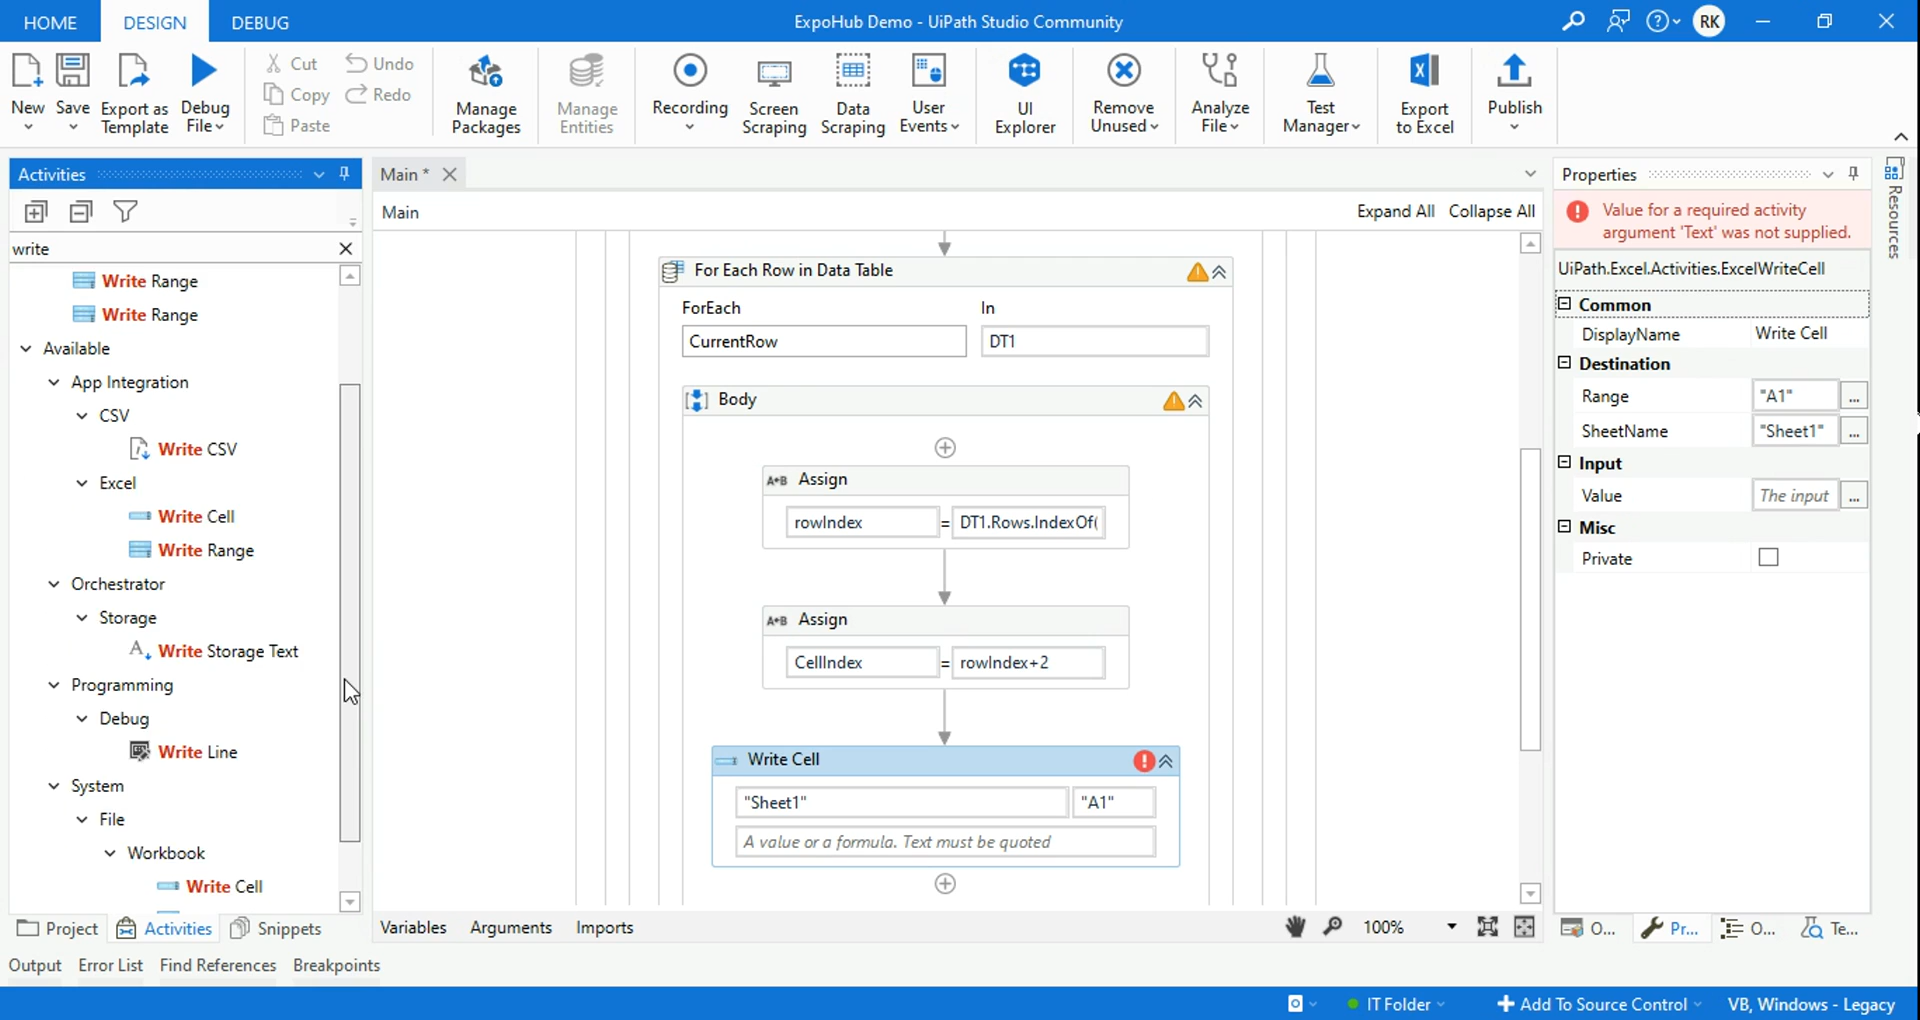 HOME
DESIGN
DEBUG
ExpoHub Demo - UiPath Studio Community
RK
New
Save
Export as
Template
Debug
File
Cut
Copy
Paste
Undo
Redo
Manage
Packages
Manage
Entities
Recording
Screen
Scraping
Data
Scraping
User
Events
UI
Explorer
Remove
Unused
Analyze
File
Test
Manager
Export
to Excel
Publish
Activities
write
Write Range
Write Range
Available
App Integration
CSV
Write CSV
Excel
Write Cell
Write Range
Orchestrator
Storage
Write Storage Text
Programming
Debug
Write Line
System
File
Workbook
Write Cell
Project
Activities
Snippets
Main *
Main
Expand All
Collapse All
For Each Row in Data Table
ForEach
In
CurrentRow
DT1
Body
A*B Assign
rowIndex
=
DT1.Rows.IndexOf(
A*B Assign
CellIndex
=
rowIndex+2
Write Cell
"Sheet1"
"A1"
A value or a formula. Text must be quoted
Variables
Arguments
Imports
100%
Properties
Value for a required activity
argument 'Text' was not supplied.
UiPath.Excel.Activities.ExcelWriteCell
Common
DisplayName
Write Cell
Destination
Range
"A1"
...
SheetName
"Sheet1"
...
Input
Value
The input
...
Misc
Private
O...
Pr...
O...
Te...
Resources
Output
Error List
Find References
Breakpoints
IT Folder
Add To Source Control
VB, Windows - Legacy